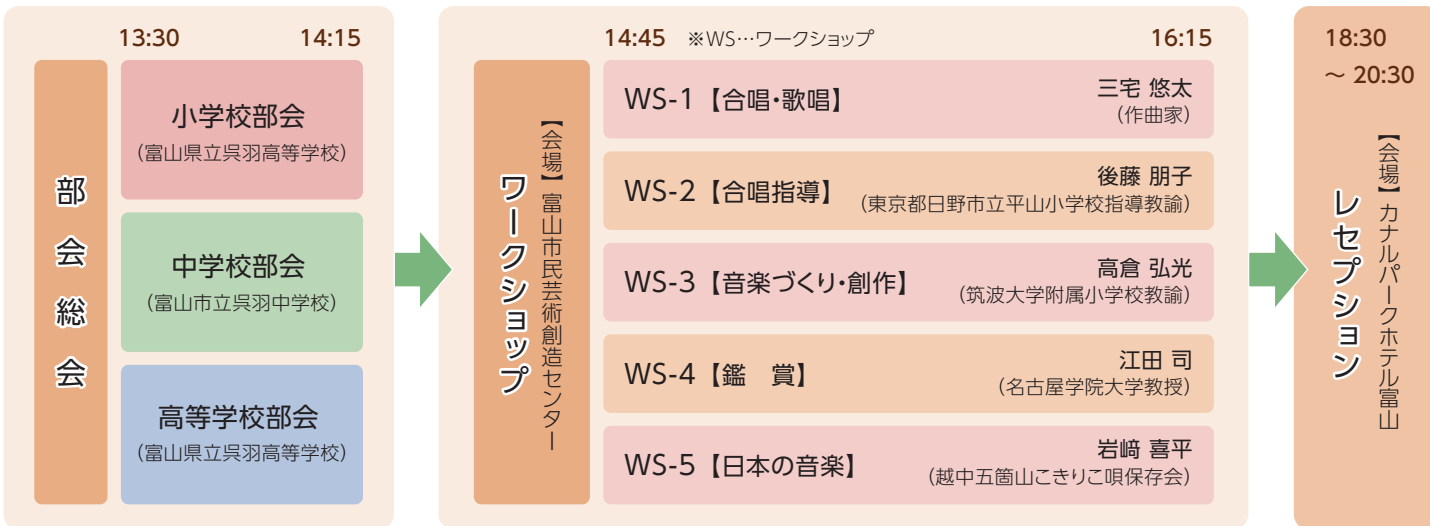 13:30 14:15
部会総会
小学校部会
(富山県立呉羽高等学校)
中学校部会
(富山市立呉羽中学校)
高等学校部会
(富山県立呉羽高等学校)
14:45 ※WS…ワークショップ 16:15
ワークショップ
【会場】富山市民芸術創造センター
WS-1【合唱・歌唱】 三宅 悠太
(作曲家)
WS-2【合唱指導】 後藤 朋子
(東京都日野市立平山小学校指導教諭)
WS-3【音楽づくり・創作】 高倉 弘光
(筑波大学附属小学校教諭)
WS-4【鑑　賞】 江田 司
(名古屋学院大学教授)
WS-5【日本の音楽】 岩﨑 喜平
(越中五箇山こきりこ唄保存会)
18:30
～ 20:30
【会場】カナルパークホテル富山
レセプション